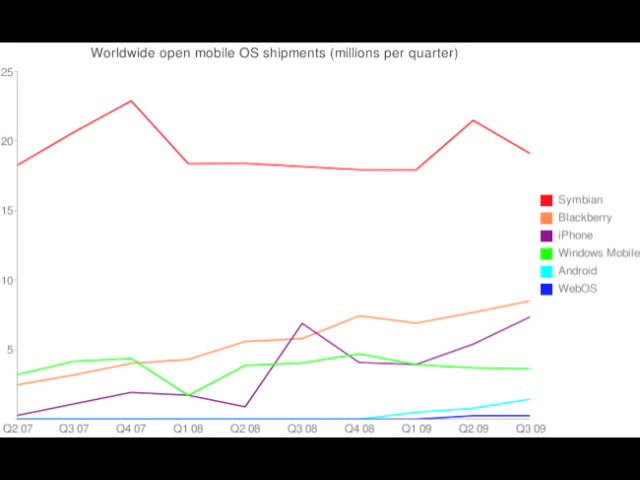 Worldwide open mobile OS shipments (millions per quarter)
25
20
15
10
5
Symbian
Blackberry
iPhone
Windows Mobile
Android
WebOS
Q2 07 Q3 07 Q4 07 Q1 08 Q2 08 Q3 08 Q4 08 Q1 09 Q2 09 Q3 09